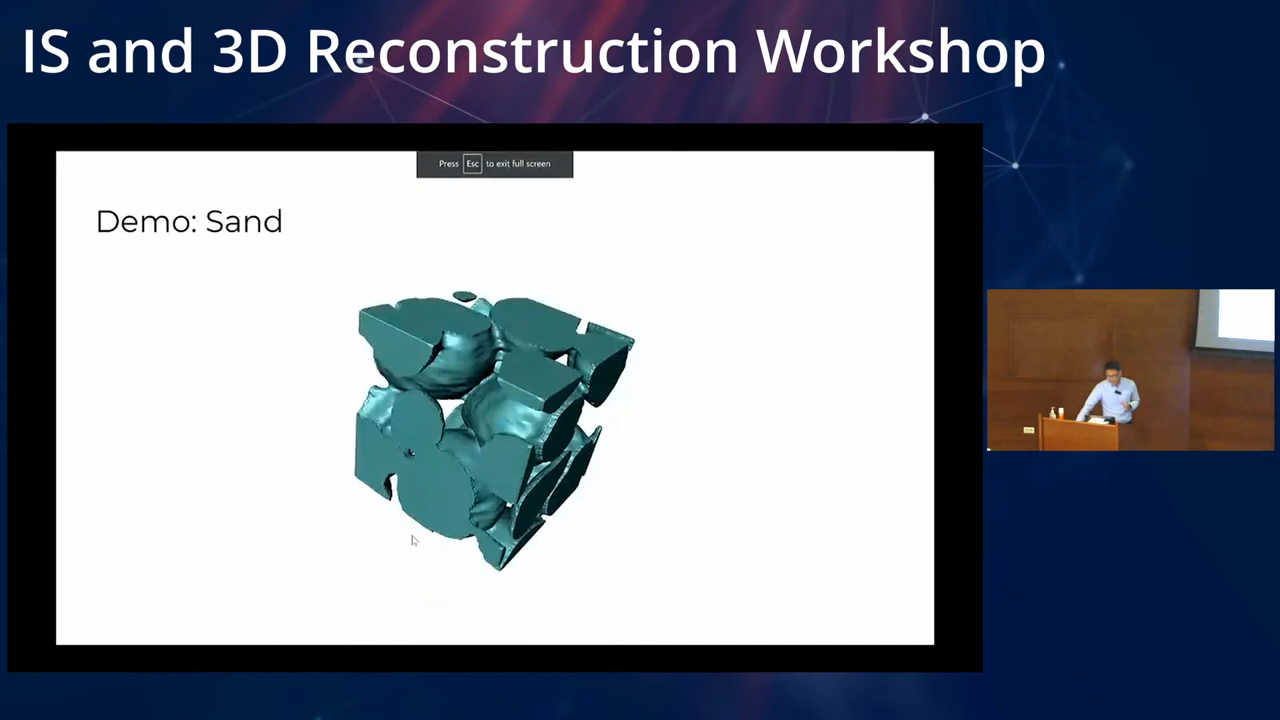 IS and 3D Reconstruction Workshop
Press Esc to exit full screen
Demo: Sand